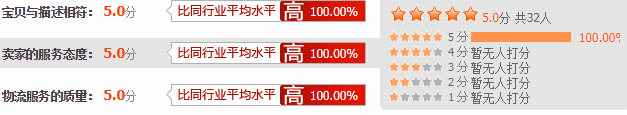 宝贝与描述相符： 5.0分 比同行业平均水平 高 100.00%
卖家的服务态度： 5.0分 比同行业平均水平 高 100.00%
物流服务的质量： 5.0分 比同行业平均水平 高 100.00%
5.0分 共32人
5分 100.00%
4分 暂无人打分
3分 暂无人打分
2分 暂无人打分
1分 暂无人打分